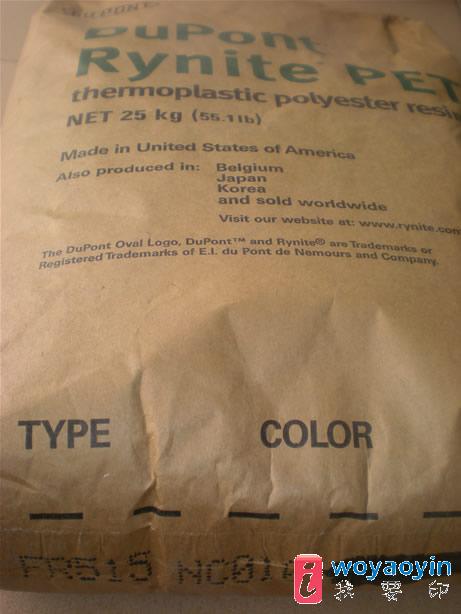 DUPONT
DuPont
Rynite PET
thermoplastic polyester resin
NET 25 kg (55.1lb)
Made in United States of America
Also produced in: Belgium
Japan
Korea
and sold worldwide
Visit our website at: www.rynite.com
The DuPont Oval Logo, DuPont™ and Rynite® are Trademarks or
Registered Trademarks of E.I. du Pont de Nemours and Company.
TYPE COLOR
FR515
i woyaoyin
我 要 印